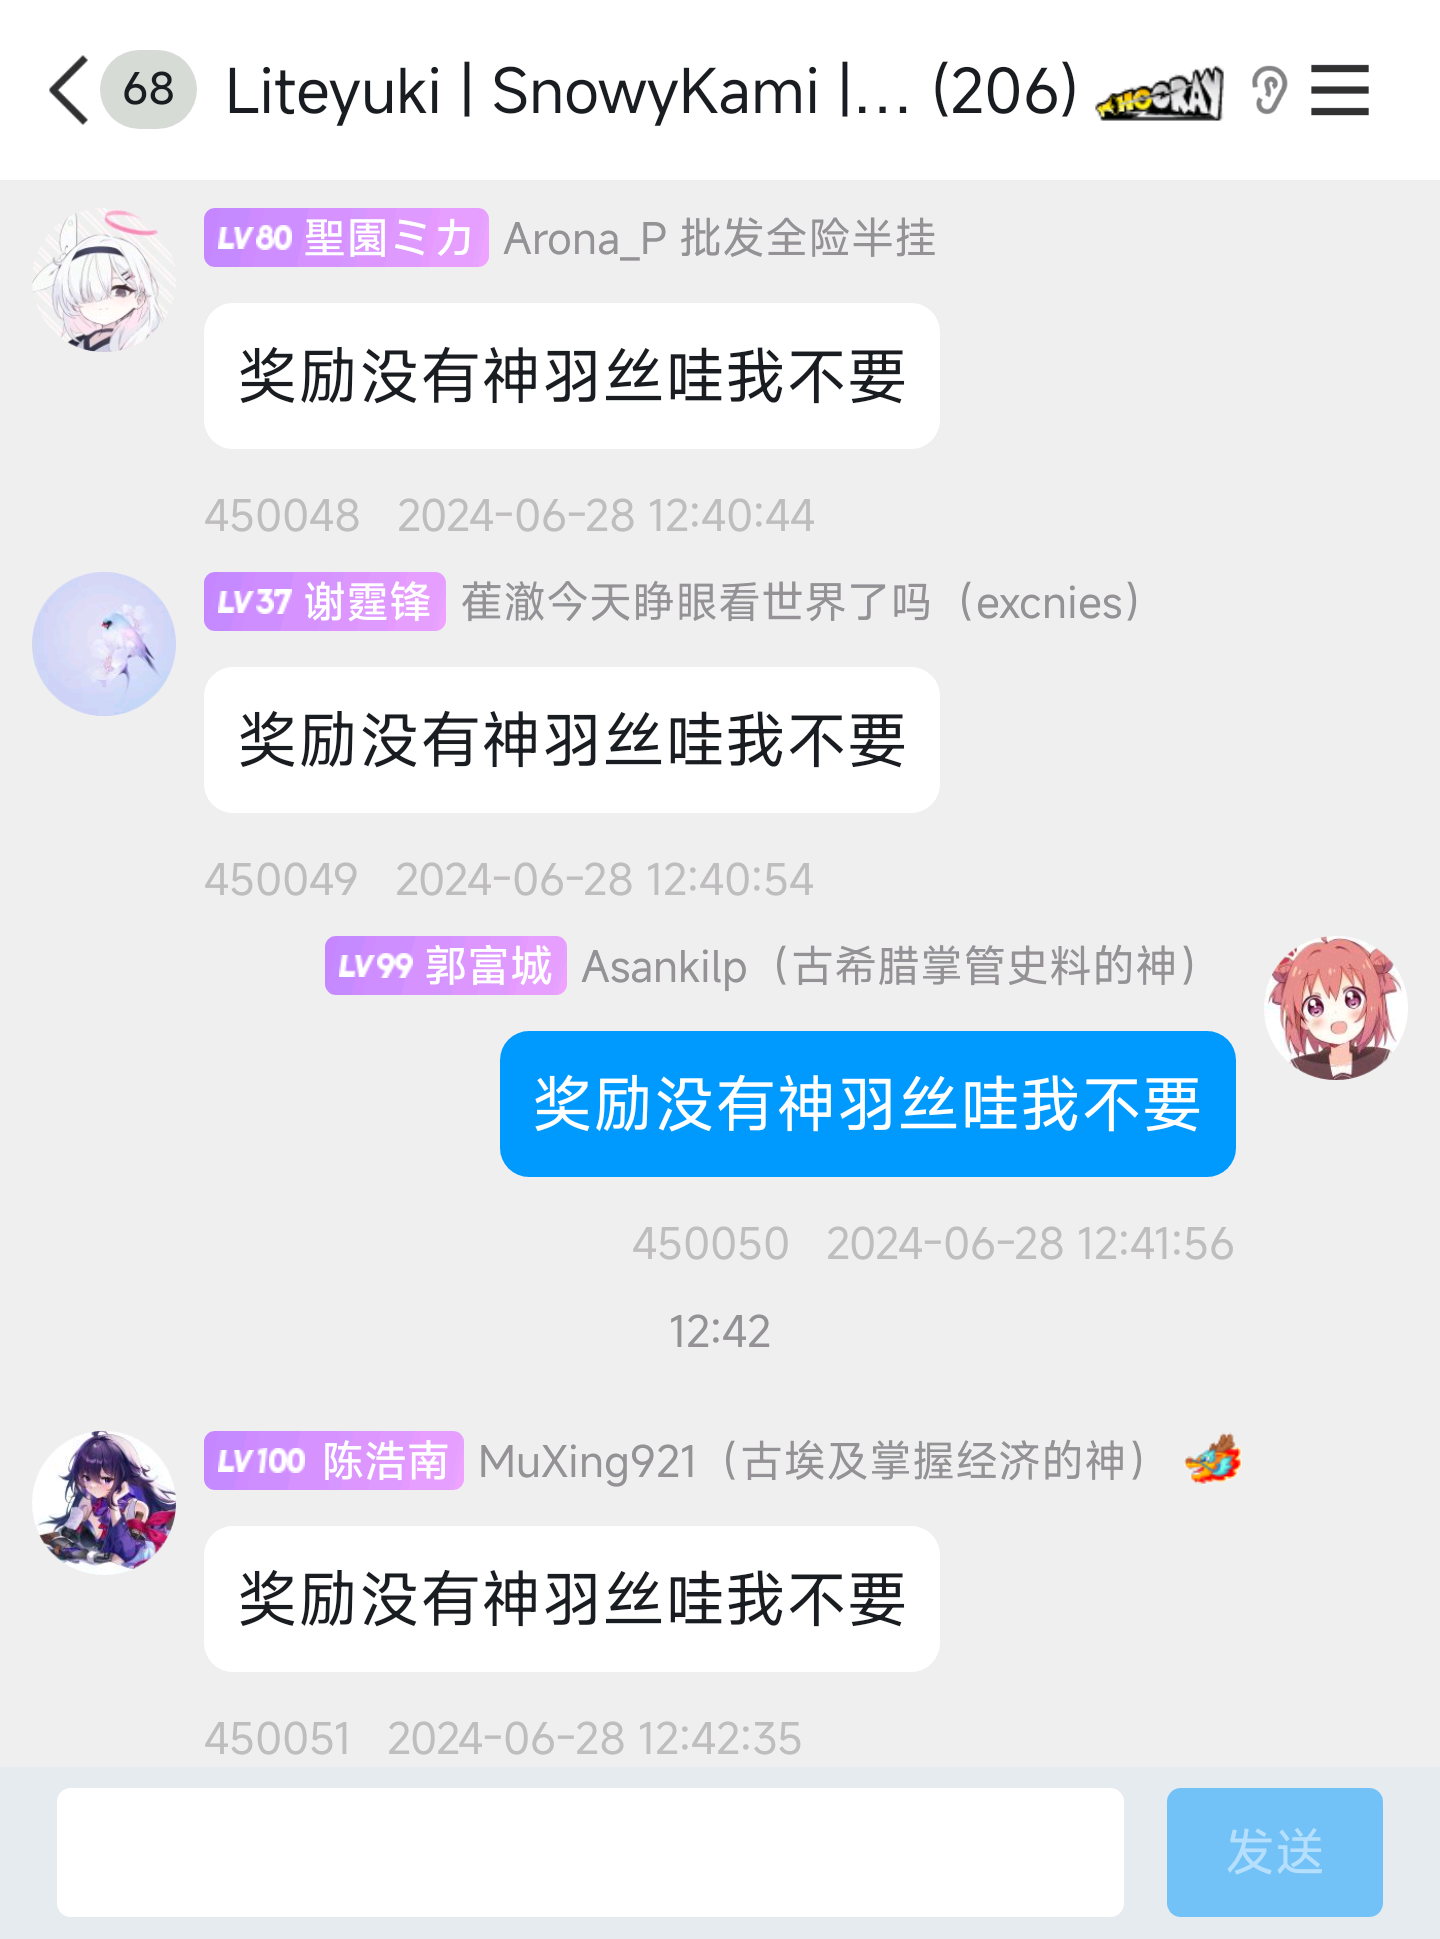 68 Liteyuki | SnowyKami |... (206) HOORAY
LV80 聖園ミカ Arona_P 批发全险半挂
奖励没有神羽丝哇我不要
450048 2024-06-28 12:40:44
LV37 谢霆锋 萑澈今天睁眼看世界了吗（excnies）
奖励没有神羽丝哇我不要
450049 2024-06-28 12:40:54
LV99 郭富城 Asankilp（古希腊掌管史料的神）
奖励没有神羽丝哇我不要
450050 2024-06-28 12:41:56
12:42
LV100 陈浩南 MuXing921（古埃及掌握经济的神）
奖励没有神羽丝哇我不要
450051 2024-06-28 12:42:35
发送